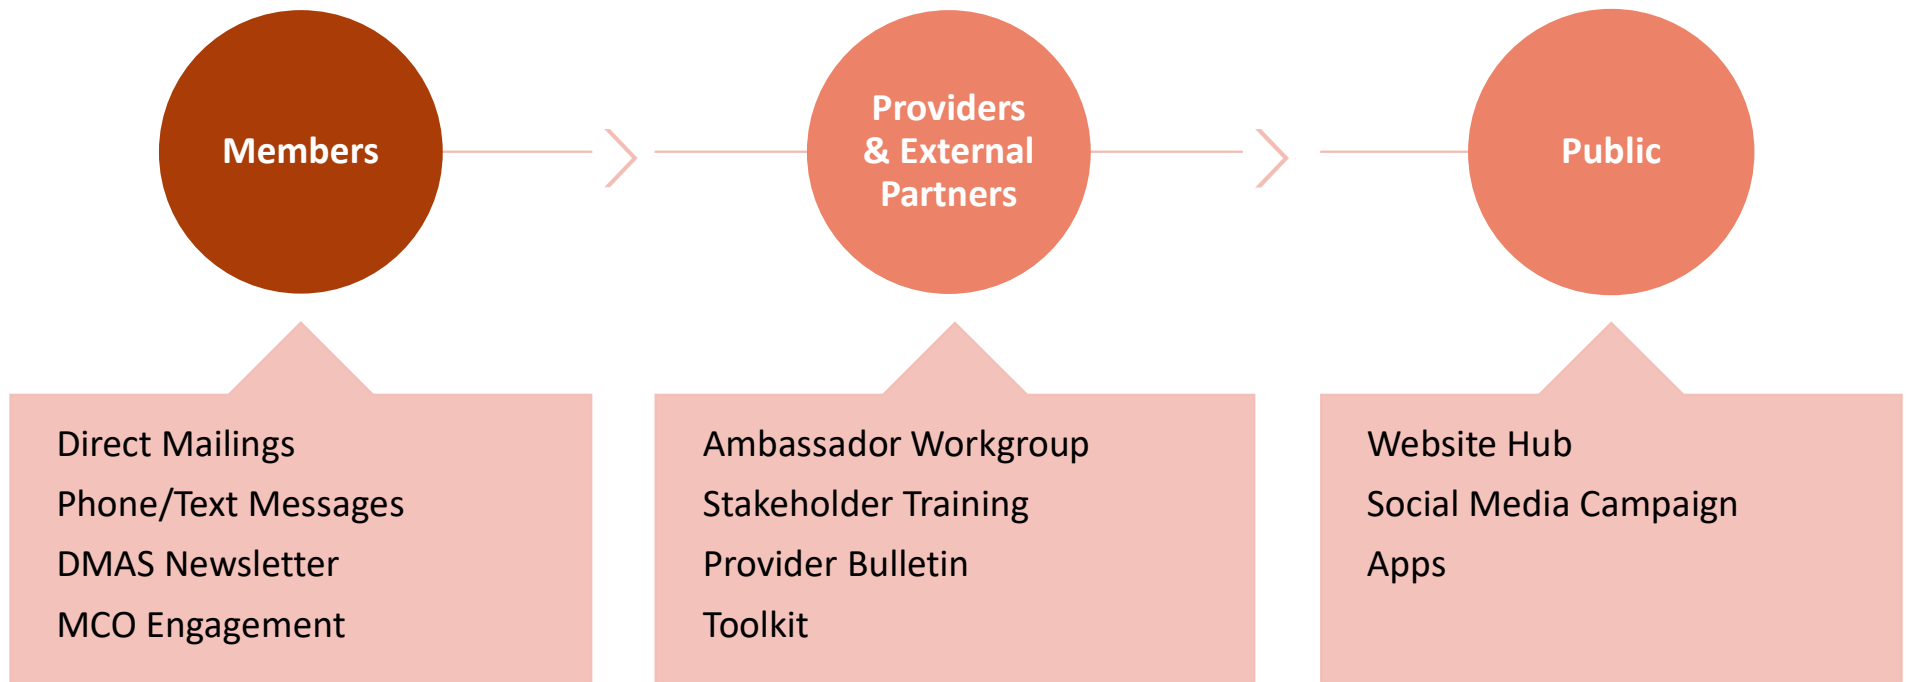 Members
Providers
& External
Partners
Public
Direct Mailings
Phone/Text Messages
DMAS Newsletter
MCO Engagement
Ambassador Workgroup
Stakeholder Training
Provider Bulletin
Toolkit
Website Hub
Social Media Campaign
Apps